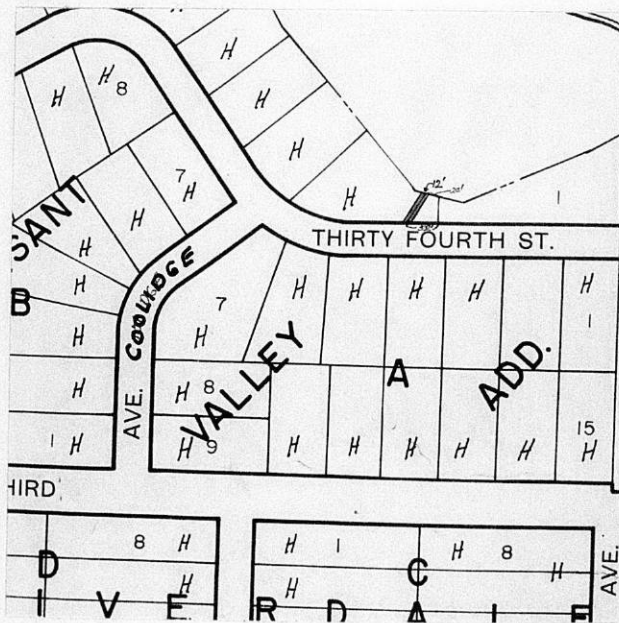 H
H
H 8
H
H
7
H
H
H
H
12'
20'
1
SANT
THIRTY FOURTH ST.
COOLIDGE
H
B
H
H
1 H
AVE.
7
H
H 8
H 9
VALLEY
A
ADD.
H H H H H
1
H H H H H
15
H
HIRD
8 H
D
H
H 1
H
C
H 8
H
AVE.
I V E R D A L E